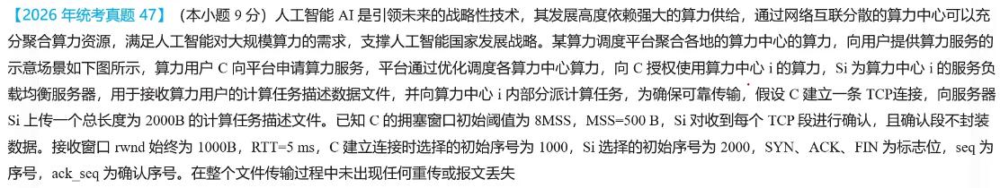 【2026 年统考真题 47】（本小题 9 分）人工智能 AI 是引领未来的战略性技术，其发展高度依赖强大的算力供给，通过网络互联分散的算力中心可以充
分聚合算力资源，满足人工智能对大规模算力的需求，支撑人工智能国家发展战略。某算力调度平台聚合各地的算力中心的算力，向用户提供算力服务的
示意场景如下图所示，算力用户 C 向平台申请算力服务，平台通过优化调度各算力中心算力，向 C 授权使用算力中心 i 的算力，Si 为算力中心 i 的服务负
载均衡服务器，用于接收算力用户的计算任务描述数据文件，并向算力中心 i 内部分派计算任务，为确保可靠传输，假设 C 建立一条 TCP连接，向服务器
Si 上传一个总长度为 2000B 的计算任务描述文件。已知 C 的拥塞窗口初始阈值为 8MSS，MSS=500 B，Si 对收到每个 TCP 段进行确认，且确认段不封装
数据。接收窗口 rwnd 始终为 1000B，RTT=5 ms，C 建立连接时选择的初始序号为 1000，Si 选择的初始序号为 2000，SYN、ACK、FIN 为标志位，seq 为
序号，ack_seq 为确认序号。在整个文件传输过程中未出现任何重传或报文丢失